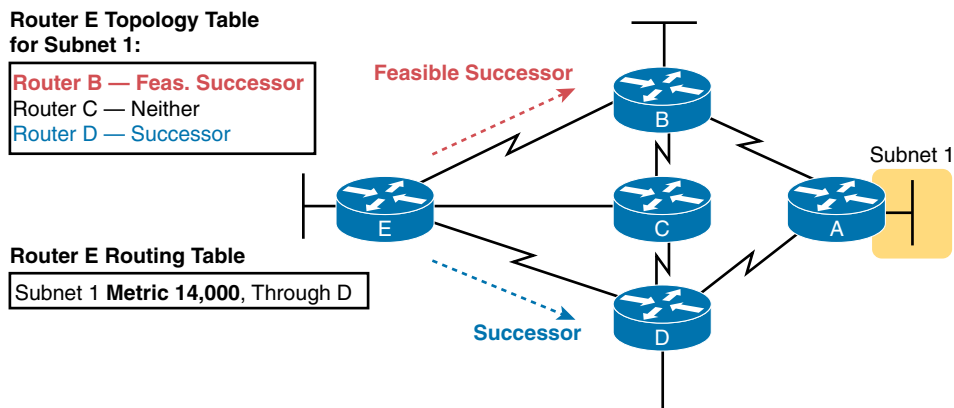 Router E Topology Table
for Subnet 1:
Router B — Feas. Successor
Router C — Neither
Router D — Successor
Feasible Successor
B
Subnet 1
E
C
A
Router E Routing Table
Subnet 1 Metric 14,000, Through D
Successor
D